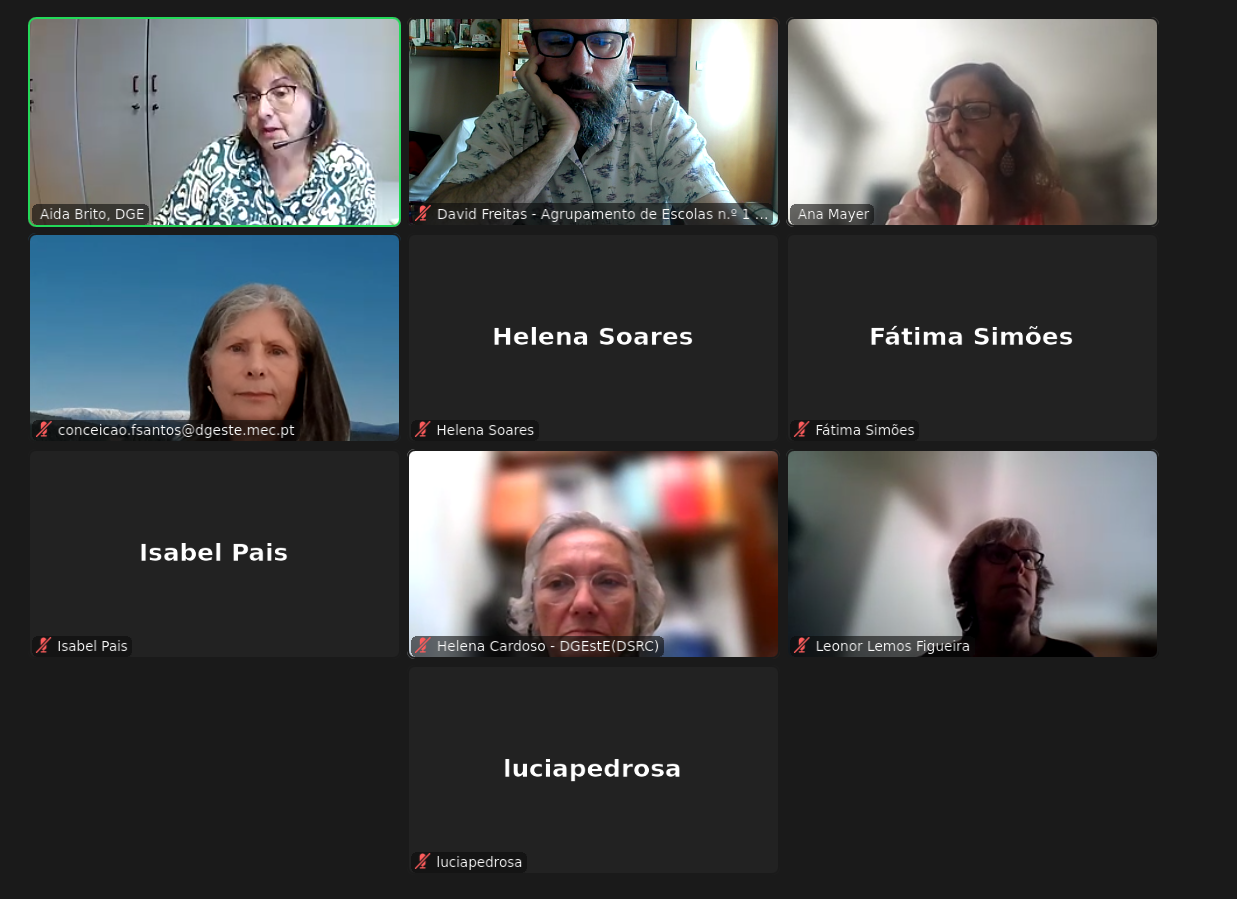 Aida Brito, DGE
David Freitas - Agrupamento de Escolas n.º 1 ...
Ana Mayer
conceicao.fsantos@dgeste.mec.pt
Helena Soares
Helena Soares
Fátima Simões
Fátima Simões
Isabel Pais
Isabel Pais
Helena Cardoso - DGEstE(DSRC)
Leonor Lemos Figueira
luciapedrosa
luciapedrosa